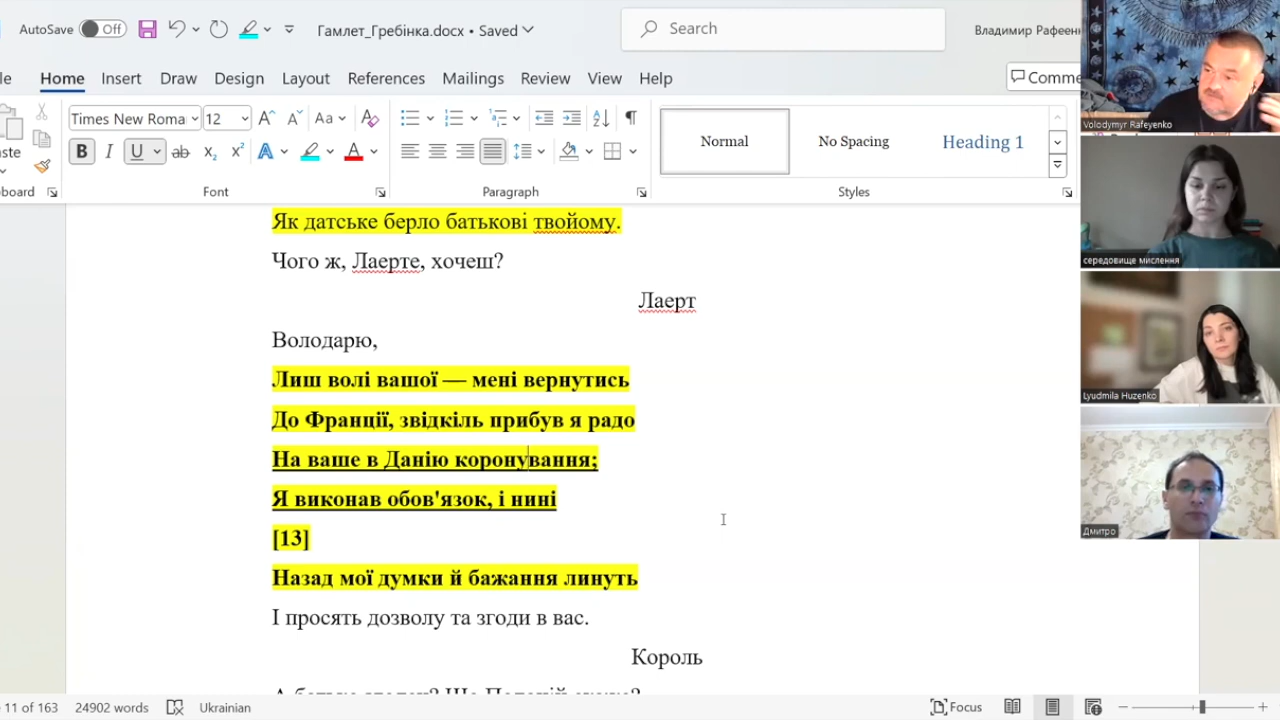 AutoSave Off Гамлет_Гребінка.docx • Saved Search Владимир Рафеен
Home Insert Draw Design Layout References Mailings Review View Help Comme
Times New Roma 12 Aa
Normal No Spacing Heading 1
Font Paragraph Styles
Як датське берло батькові твойому.
Чого ж, Лаерте, хочеш?
Лаерт
Володарю,
Лиш волі вашої — мені вернутись
До Франції, звідкіль прибув я радо
На ваше в Данію коронування;
Я виконав обов'язок, і нині
[13]
Назад мої думки й бажання линуть
І просять дозволу та згоди в вас.
Король
11 of 163 24902 words Ukrainian Focus
Volodymyr Rafeyenko
середовище мислення
Lyudmila Huzenko
Дмитро